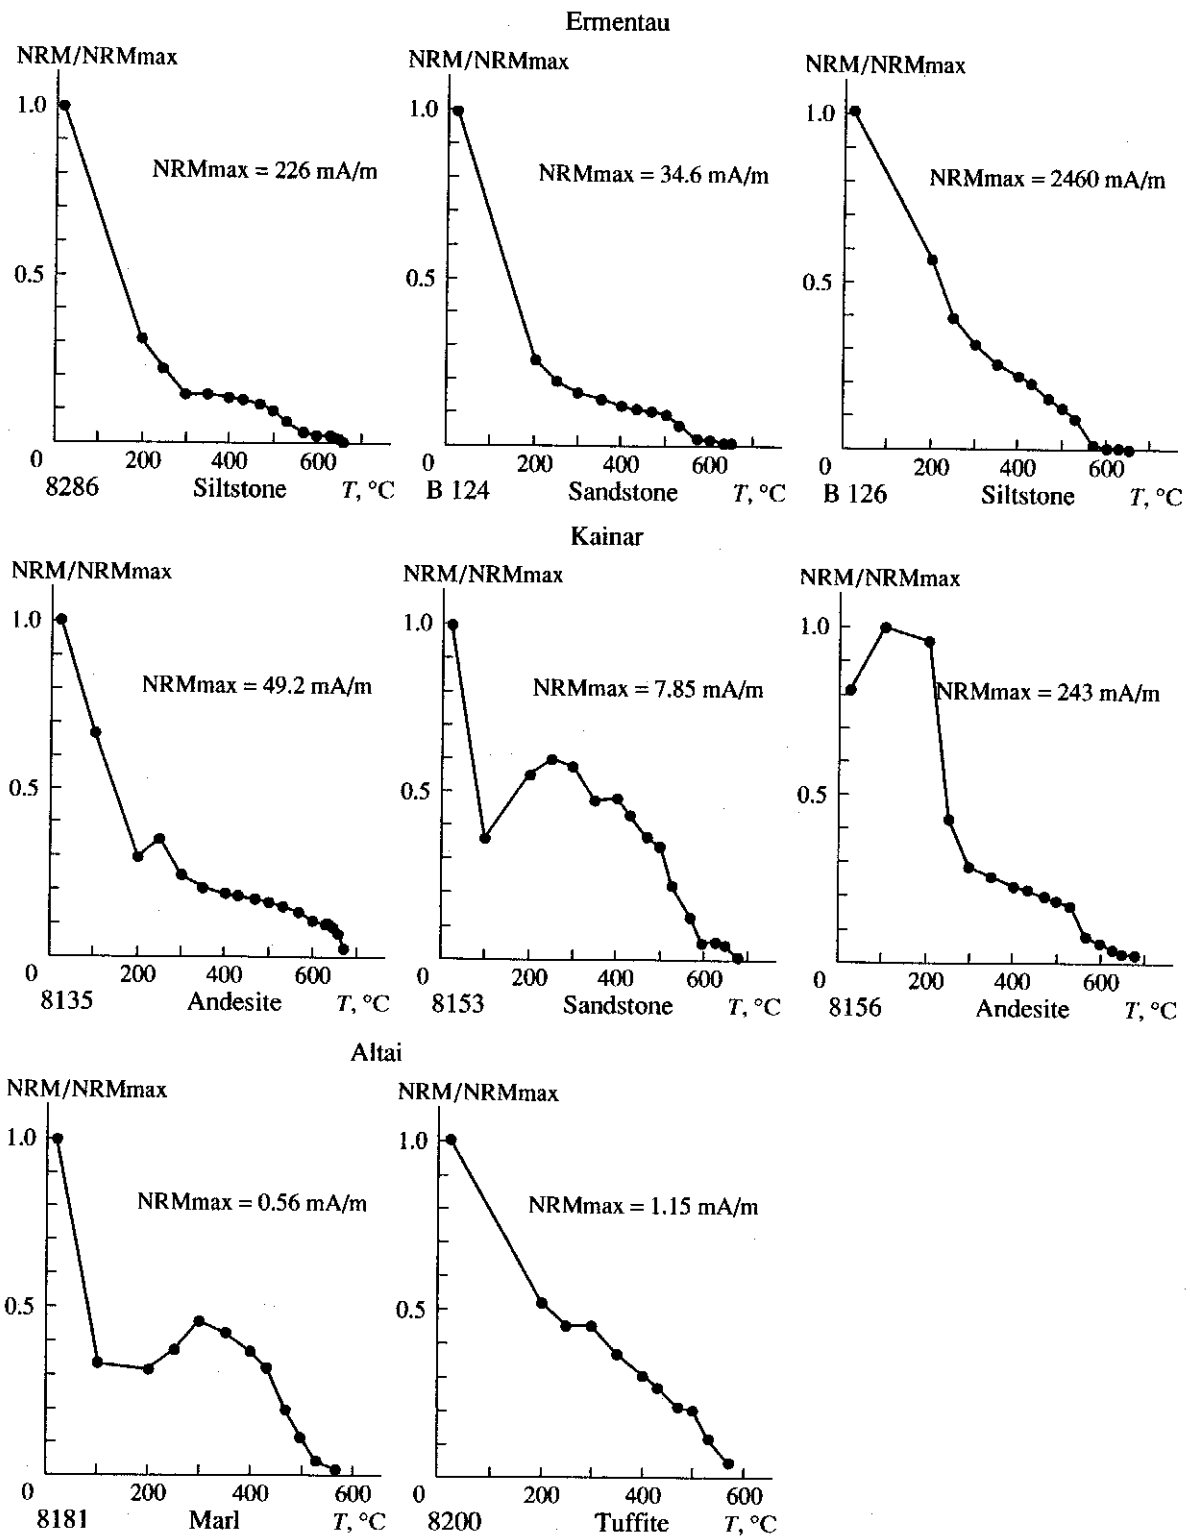 Ermentau
NRM/NRMmax NRM/NRMmax NRM/NRMmax
1.0 1.0 1.0
NRMmax = 226 mA/m NRMmax = 34.6 mA/m NRMmax = 2460 mA/m
0.5 0.5 0.5
0 200 400 600 0 200 400 600 0 200 400 600
8286 Siltstone T, °C B 124 Sandstone T, °C B 126 Siltstone T, °C
Kainar
NRM/NRMmax NRM/NRMmax NRM/NRMmax
1.0 1.0 1.0
NRMmax = 49.2 mA/m NRMmax = 7.85 mA/m NRMmax = 243 mA/m
0.5 0.5 0.5
0 200 400 600 0 200 400 600 0 200 400 600
8135 Andesite T, °C 8153 Sandstone T, °C 8156 Andesite T, °C
Altai
NRM/NRMmax NRM/NRMmax
1.0 1.0
NRMmax = 0.56 mA/m NRMmax = 1.15 mA/m
0.5 0.5
0 200 400 600 0 200 400 600
8181 Marl T, °C 8200 Tuffite T, °C